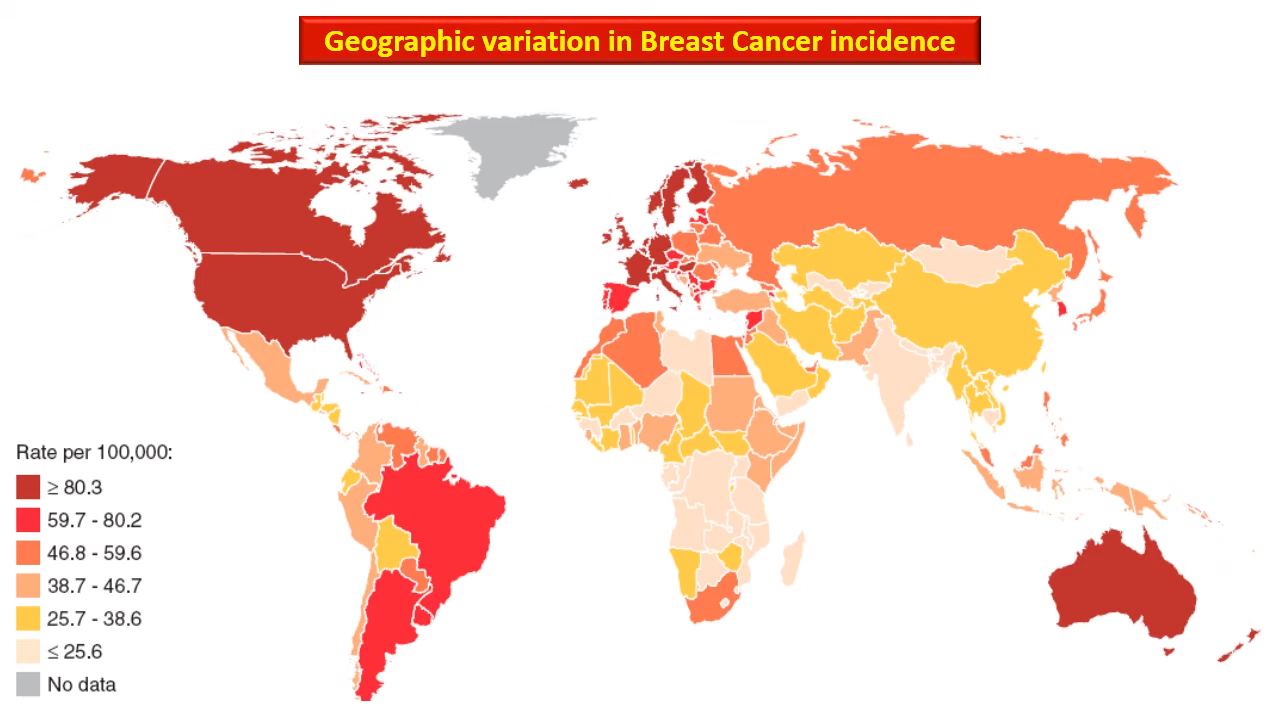 Geographic variation in Breast Cancer incidence
Rate per 100,000:
≥ 80.3
59.7 - 80.2
46.8 - 59.6
38.7 - 46.7
25.7 - 38.6
≤ 25.6
No data